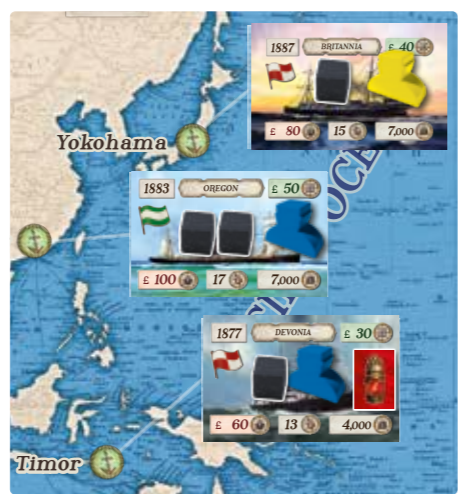 1887 BRITANNIA £ 40
£ 80 15 7,000
Yokohama
1883 OREGON £ 50
£ 100 17 7,000
1877 DEVONIA £ 30
£ 60 13 4,000
Timor